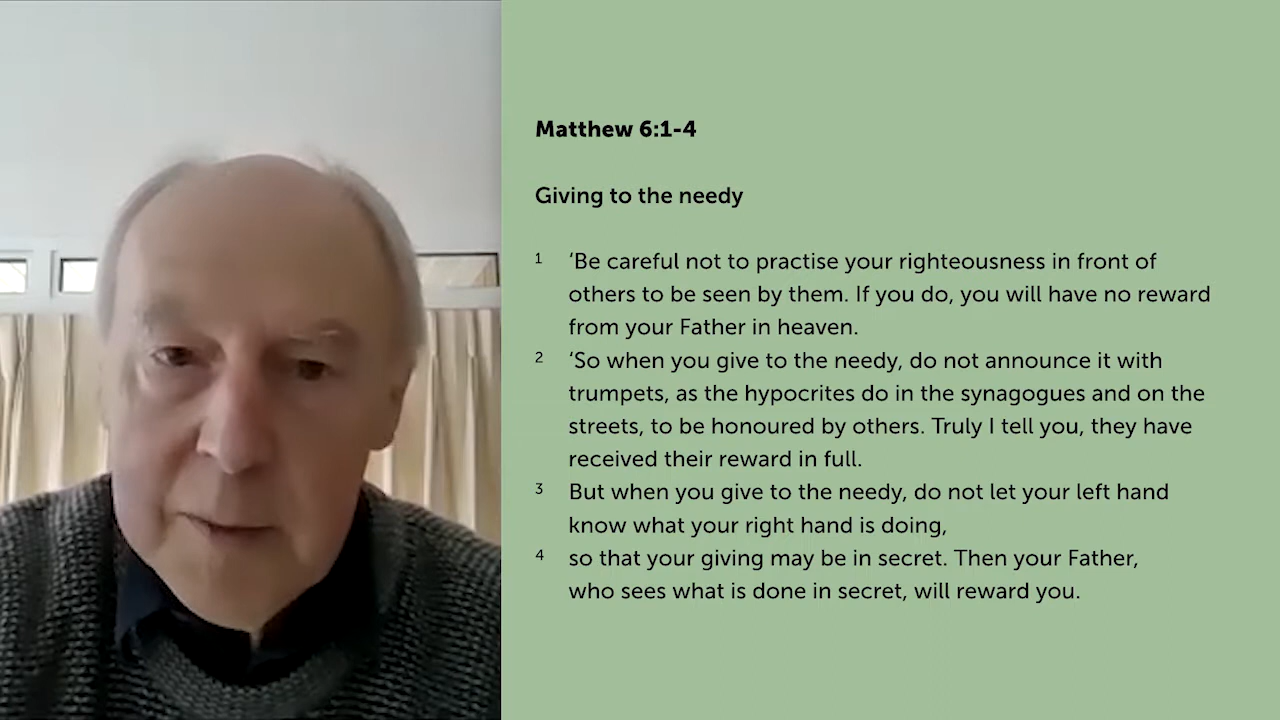 Matthew 6:1-4
Giving to the needy
1 ‘Be careful not to practise your righteousness in front of
others to be seen by them. If you do, you will have no reward
from your Father in heaven.
2 ‘So when you give to the needy, do not announce it with
trumpets, as the hypocrites do in the synagogues and on the
streets, to be honoured by others. Truly I tell you, they have
received their reward in full.
3 But when you give to the needy, do not let your left hand
know what your right hand is doing,
4 so that your giving may be in secret. Then your Father,
who sees what is done in secret, will reward you.